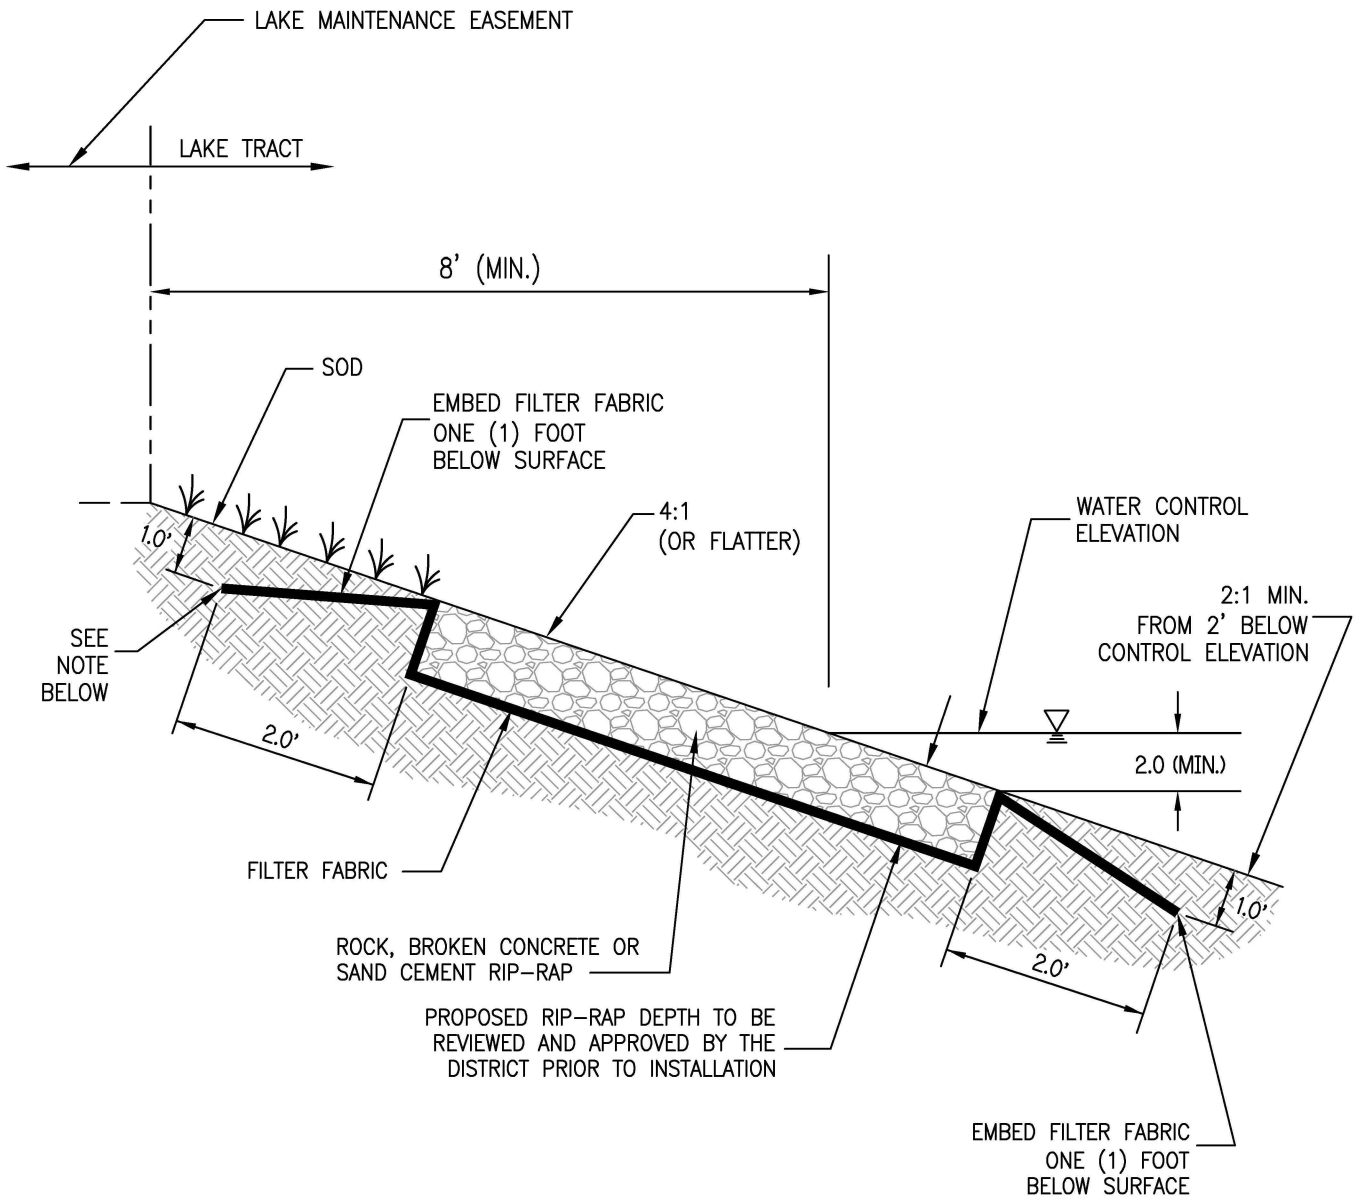 LAKE MAINTENANCE EASEMENT
LAKE TRACT
8' (MIN.)
SOD
EMBED FILTER FABRIC
ONE (1) FOOT
BELOW SURFACE
4:1
(OR FLATTER)
WATER CONTROL
ELEVATION
1.0'
2:1 MIN.
FROM 2' BELOW
CONTROL ELEVATION
SEE
NOTE
BELOW
2.0'
2.0 (MIN.)
FILTER FABRIC
1.0'
ROCK, BROKEN CONCRETE OR
SAND CEMENT RIP-RAP
2.0'
PROPOSED RIP-RAP DEPTH TO BE
REVIEWED AND APPROVED BY THE
DISTRICT PRIOR TO INSTALLATION
EMBED FILTER FABRIC
ONE (1) FOOT
BELOW SURFACE